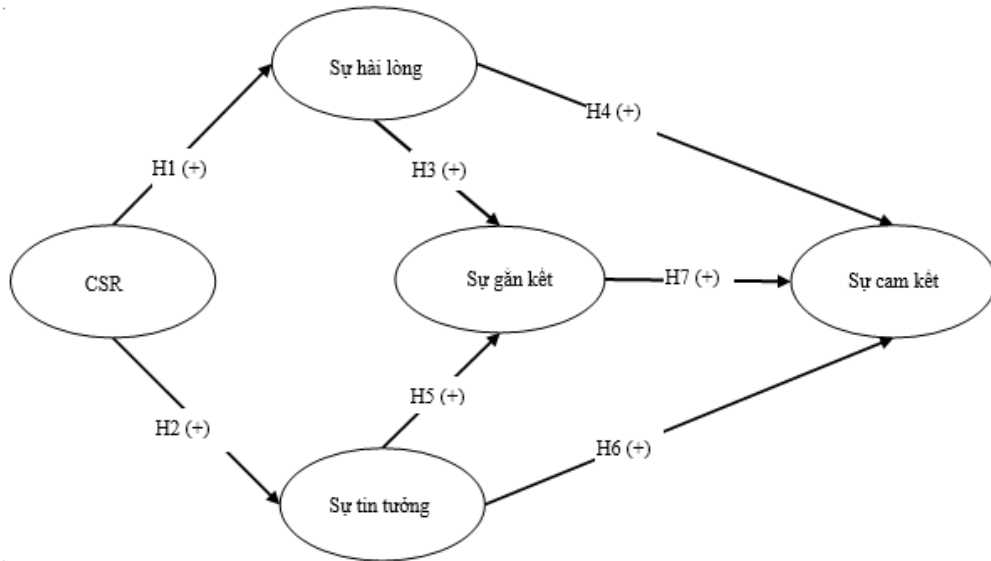 Sự hài lòng
H4 (+)
H1 (+)
H3 (+)
CSR
Sự gắn kết
H7 (+)
Sự cam kết
H5 (+)
H2 (+)
H6 (+)
Sự tin tưởng